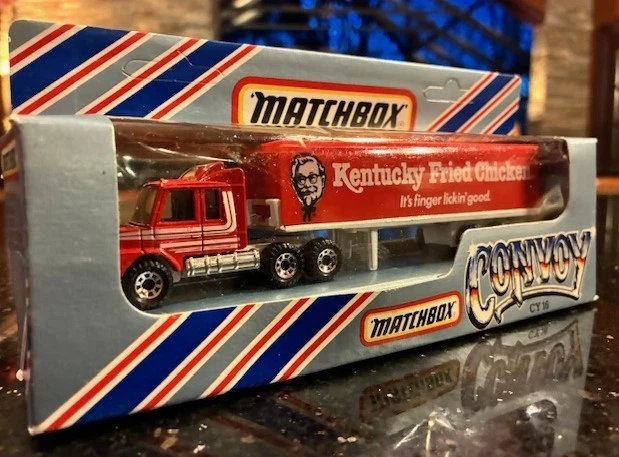 MATCHBOX
Kentucky Fried Chicken
It's finger lickin' good.
CONVOY
CY 16
MATCHBOX